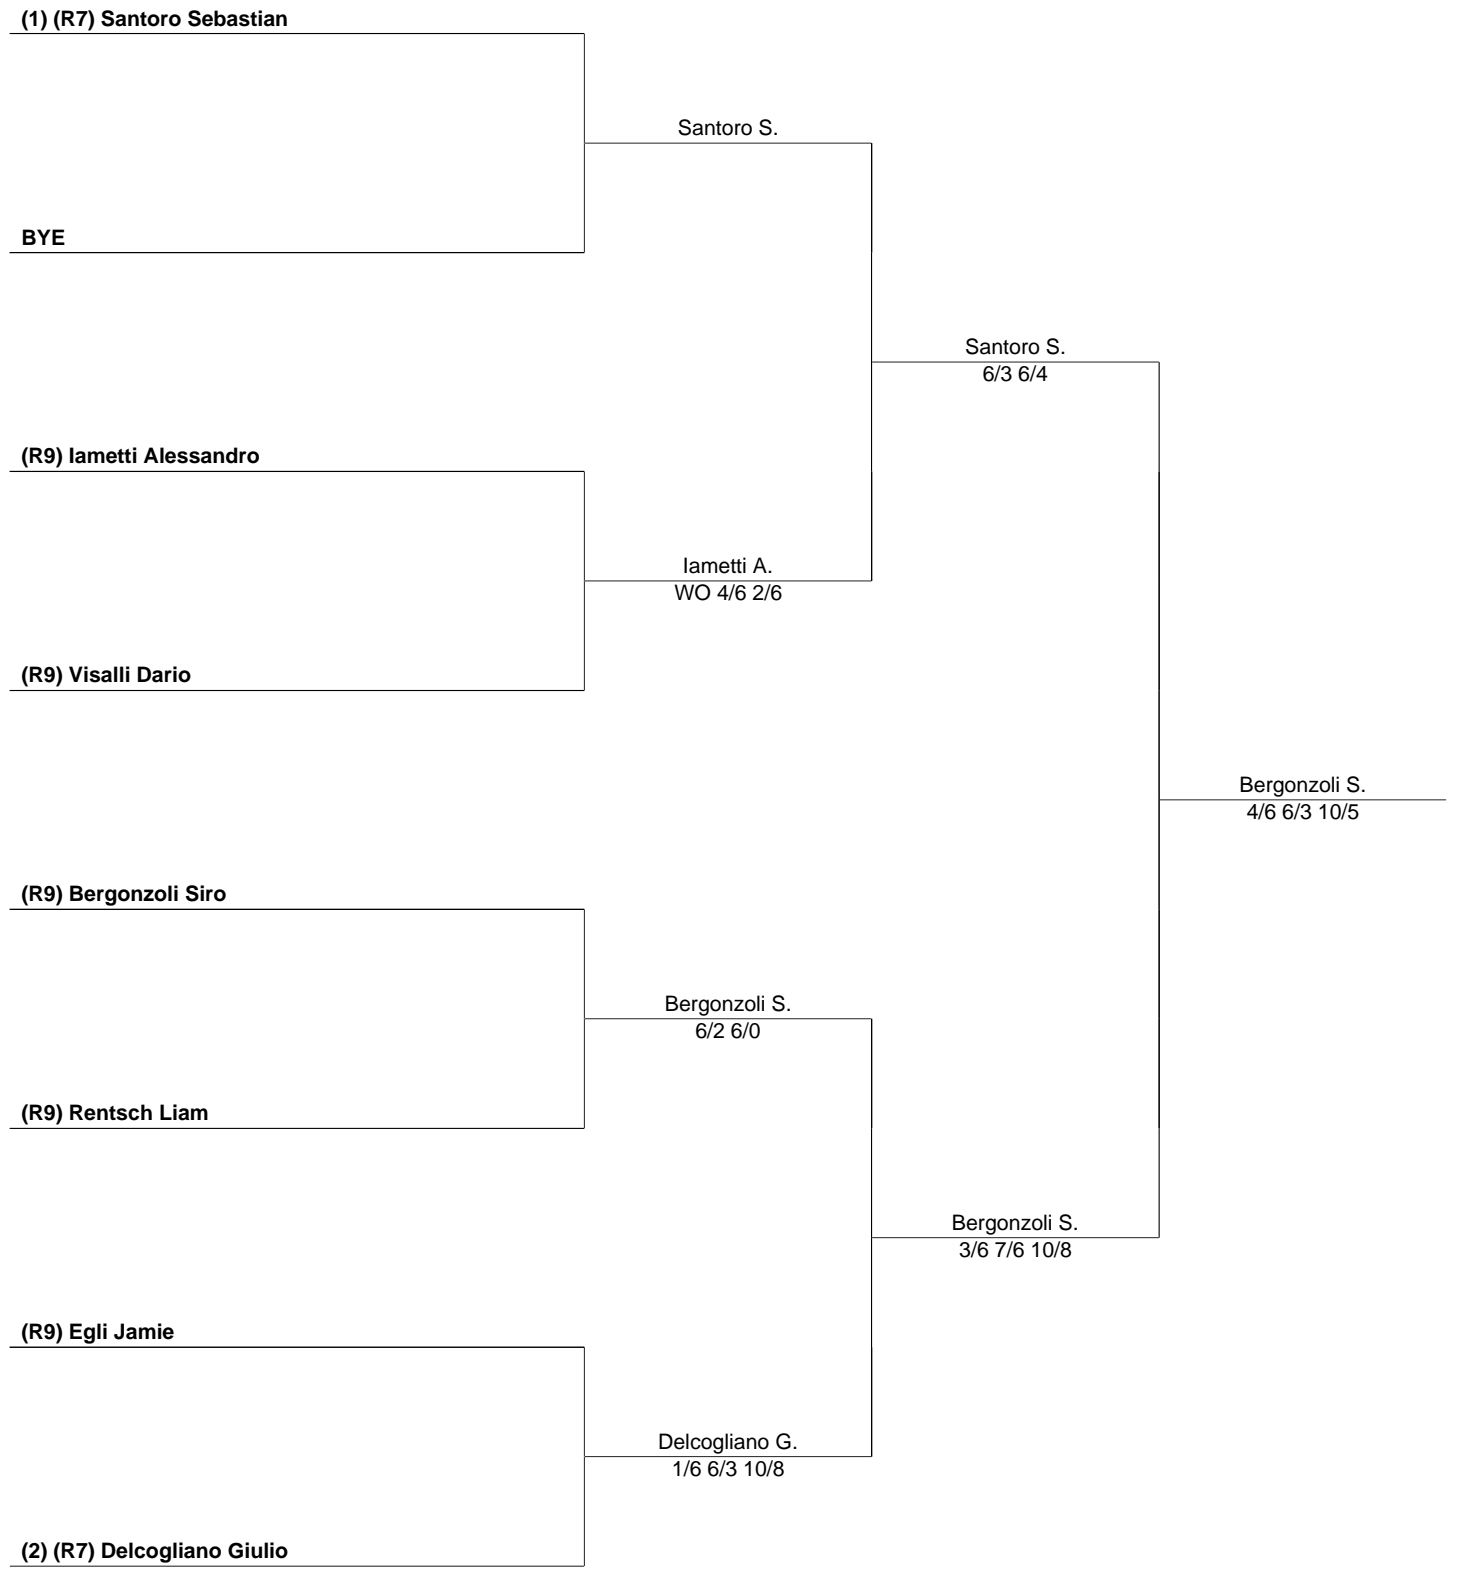 (1) (R7) Santoro Sebastian
Santoro S.
BYE
Santoro S.
6/3 6/4
(R9) Iametti Alessandro
Iametti A.
WO 4/6 2/6
(R9) Visalli Dario
Bergonzoli S.
4/6 6/3 10/5
(R9) Bergonzoli Siro
Bergonzoli S.
6/2 6/0
(R9) Rentsch Liam
Bergonzoli S.
3/6 7/6 10/8
(R9) Egli Jamie
Delcogliano G.
1/6 6/3 10/8
(2) (R7) Delcogliano Giulio